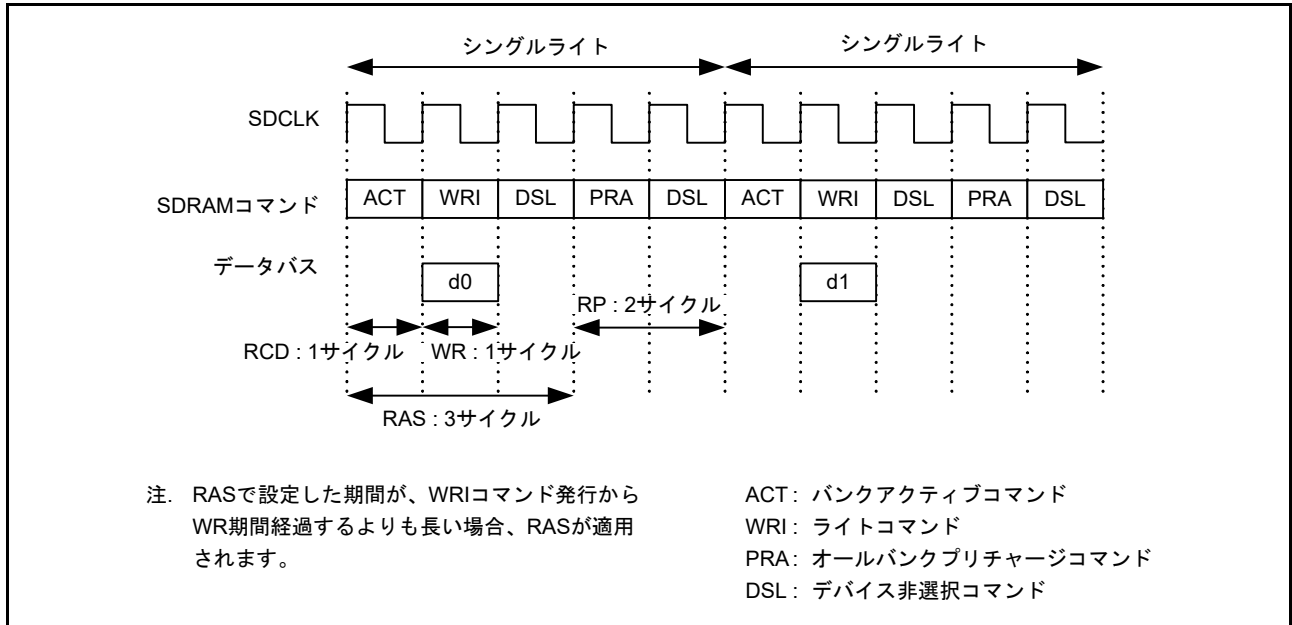 シングルライト シングルライト
SDCLK
SDRAMコマンド ACT WRI DSL PRA DSL ACT WRI DSL PRA DSL
データバス
d0 d1
RP : 2サイクル
RCD : 1サイクル WR : 1サイクル
RAS : 3サイクル
注. RASで設定した期間が、WRIコマンド発行から
WR期間経過するよりも長い場合、RASが適用
されます。
ACT : バンクアクティブコマンド
WRI : ライトコマンド
PRA : オールバンクプリチャージコマンド
DSL : デバイス非選択コマンド